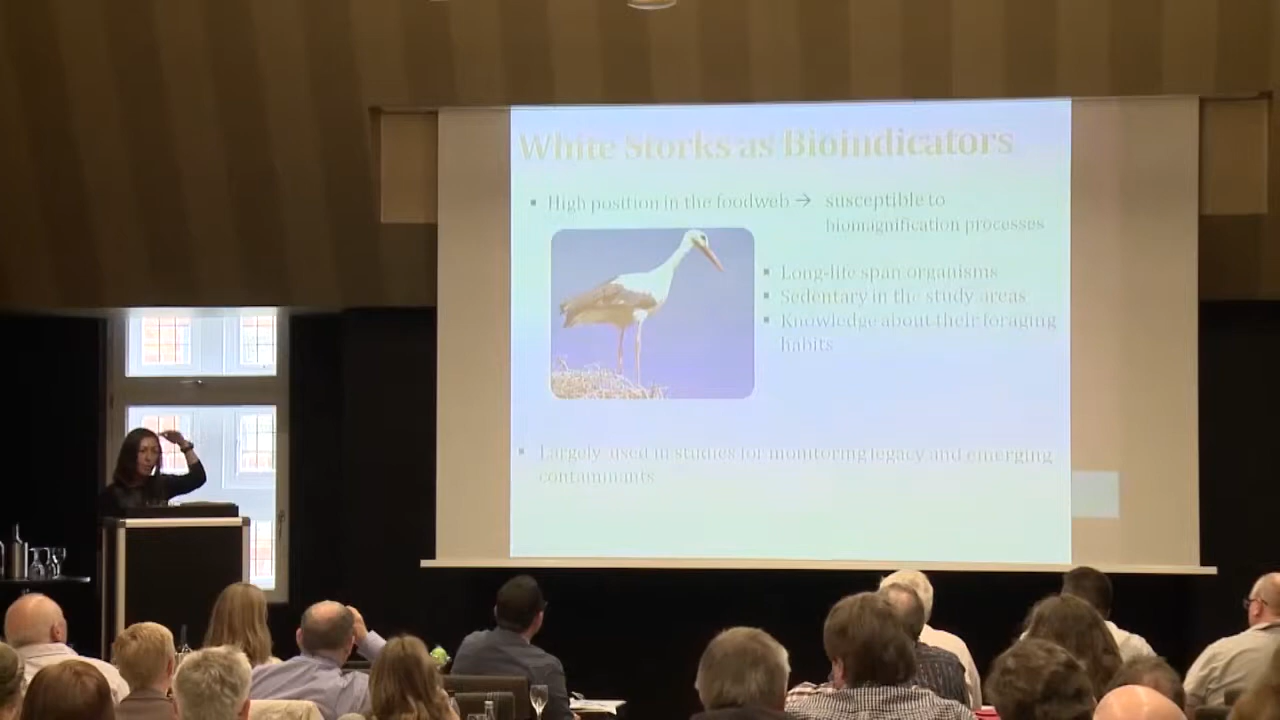 White Storks as Bioindicators
▪ High position in the foodweb → susceptible to
biomagnification processes
▪ Long-life span organisms
▪ Sedentary in the study areas
▪ Knowledge about their foraging
habits
▪ Largely used in studies for monitoring legacy and emerging
contaminants